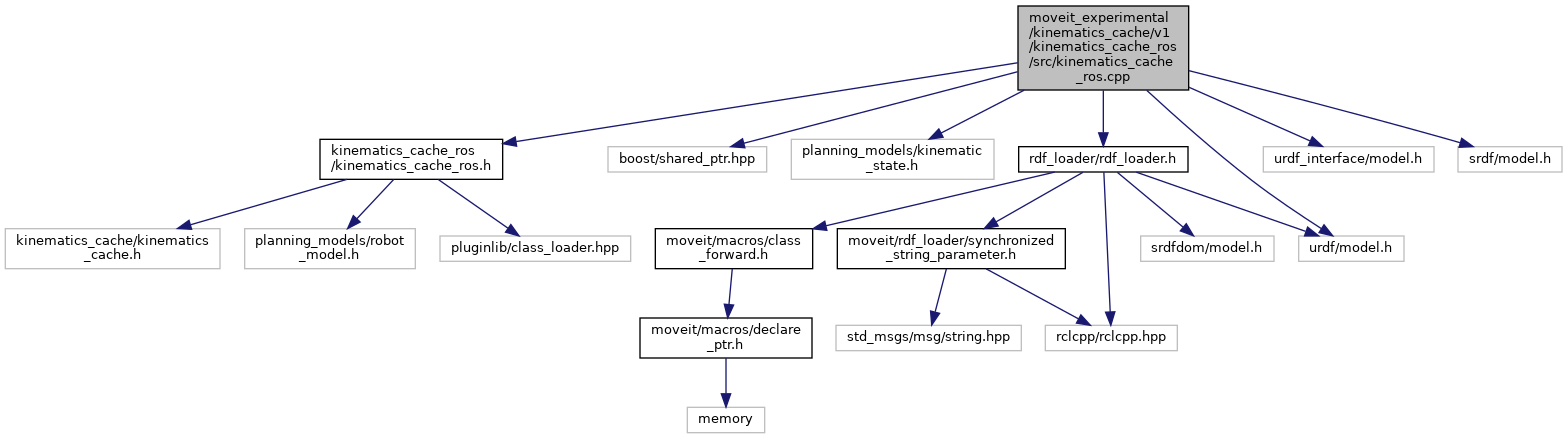 moveit_experimental
/kinematics_cache/v1
/kinematics_cache_ros
/src/kinematics_cache
_ros.cpp
kinematics_cache_ros
/kinematics_cache_ros.h
boost/shared_ptr.hpp
planning_models/kinematic
_state.h
rdf_loader/rdf_loader.h
urdf_interface/model.h
srdf/model.h
kinematics_cache/kinematics
_cache.h
planning_models/robot
_model.h
pluginlib/class_loader.hpp
moveit/macros/class
_forward.h
moveit/rdf_loader/synchronized
_string_parameter.h
srdfdom/model.h
urdf/model.h
moveit/macros/declare
_ptr.h
std_msgs/msg/string.hpp
rclcpp/rclcpp.hpp
memory